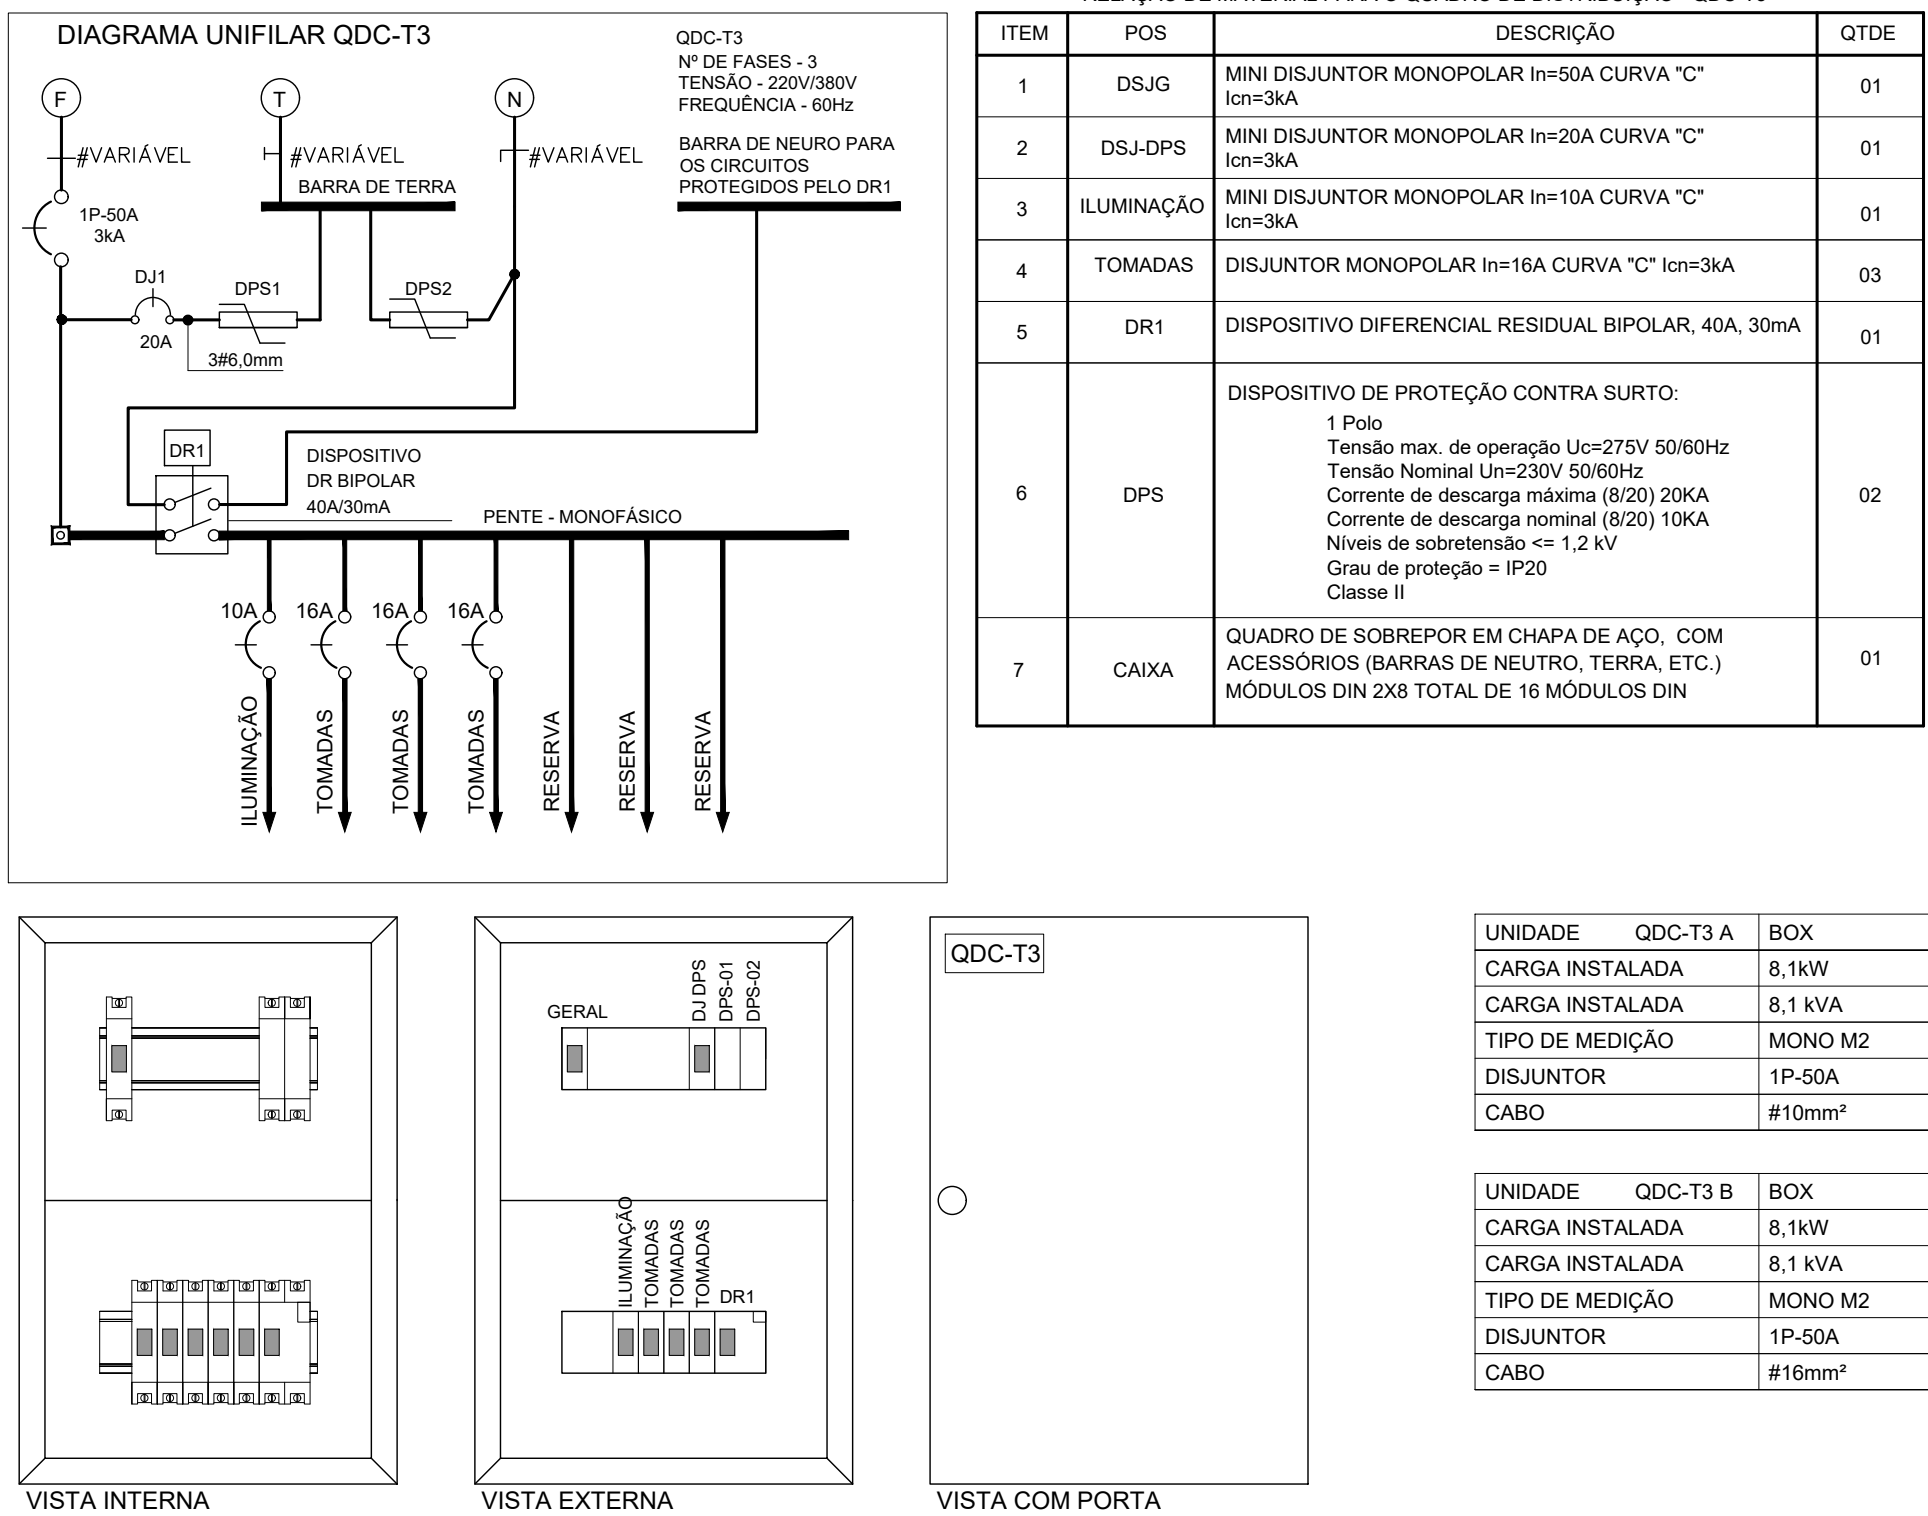 DIAGRAMA UNIFILAR QDC-T3
QDC-T3
Nº DE FASES - 3
TENSÃO - 220V/380V
FREQUÊNCIA - 60Hz
F
T
N
#VARIÁVEL
#VARIÁVEL
#VARIÁVEL
BARRA DE NEURO PARA
OS CIRCUITOS
PROTEGIDOS PELO DR1
BARRA DE TERRA
1P-50A
3kA
DJ1
20A
DPS1
DPS2
3#6,0mm
DR1
DISPOSITIVO
DR BIPOLAR
40A/30mA
PENTE - MONOFÁSICO
10A
16A
16A
16A
ILUMINAÇÃO
TOMADAS
TOMADAS
TOMADAS
RESERVA
RESERVA
RESERVA
ITEM POS DESCRIÇÃO QTDE
1 DSJG MINI DISJUNTOR MONOPOLAR In=50A CURVA "C" 01
Icn=3kA
2 DSJ-DPS MINI DISJUNTOR MONOPOLAR In=20A CURVA "C" 01
Icn=3kA
3 ILUMINAÇÃO MINI DISJUNTOR MONOPOLAR In=10A CURVA "C" 01
Icn=3kA
4 TOMADAS DISJUNTOR MONOPOLAR In=16A CURVA "C" Icn=3kA 03
5 DR1 DISPOSITIVO DIFERENCIAL RESIDUAL BIPOLAR, 40A, 30mA 01
6 DPS DISPOSITIVO DE PROTEÇÃO CONTRA SURTO: 02
1 Polo
Tensão max. de operação Uc=275V 50/60Hz
Tensão Nominal Un=230V 50/60Hz
Corrente de descarga máxima (8/20) 20KA
Corrente de descarga nominal (8/20) 10KA
Níveis de sobretensão <= 1,2 kV
Grau de proteção = IP20
Classe II
7 CAIXA QUADRO DE SOBREPOR EM CHAPA DE AÇO, COM 01
ACESSÓRIOS (BARRAS DE NEUTRO, TERRA, ETC.)
MÓDULOS DIN 2X8 TOTAL DE 16 MÓDULOS DIN
VISTA INTERNA
GERAL
DJ DPS
DPS-01
DPS-02
ILUMINAÇÃO
TOMADAS
TOMADAS
TOMADAS
DR1
VISTA EXTERNA
QDC-T3
VISTA COM PORTA
UNIDADE QDC-T3 A BOX
CARGA INSTALADA 8,1kW
CARGA INSTALADA 8,1 kVA
TIPO DE MEDIÇÃO MONO M2
DISJUNTOR 1P-50A
CABO #10mm²
UNIDADE QDC-T3 B BOX
CARGA INSTALADA 8,1kW
CARGA INSTALADA 8,1 kVA
TIPO DE MEDIÇÃO MONO M2
DISJUNTOR 1P-50A
CABO #16mm²